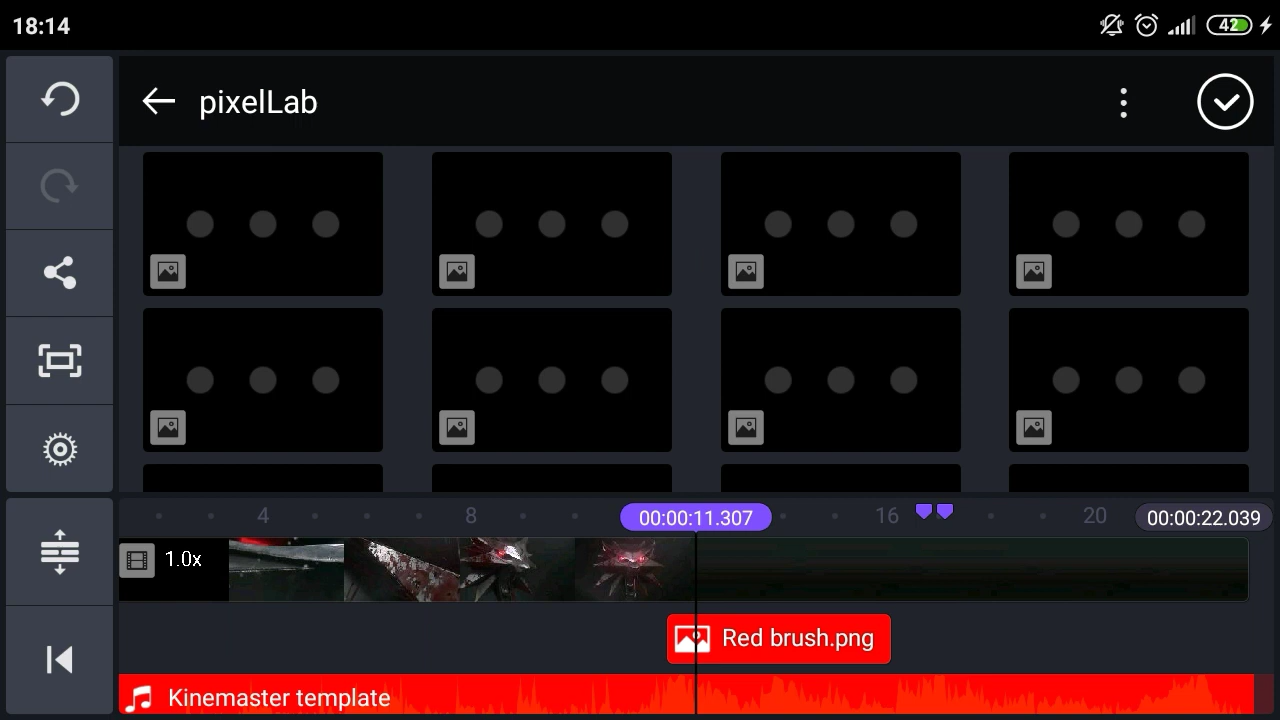 18:14
42
pixelLab
4
8
00:00:11.307
16
20
00:00:22.039
1.0x
Red brush.png
Kinemaster template